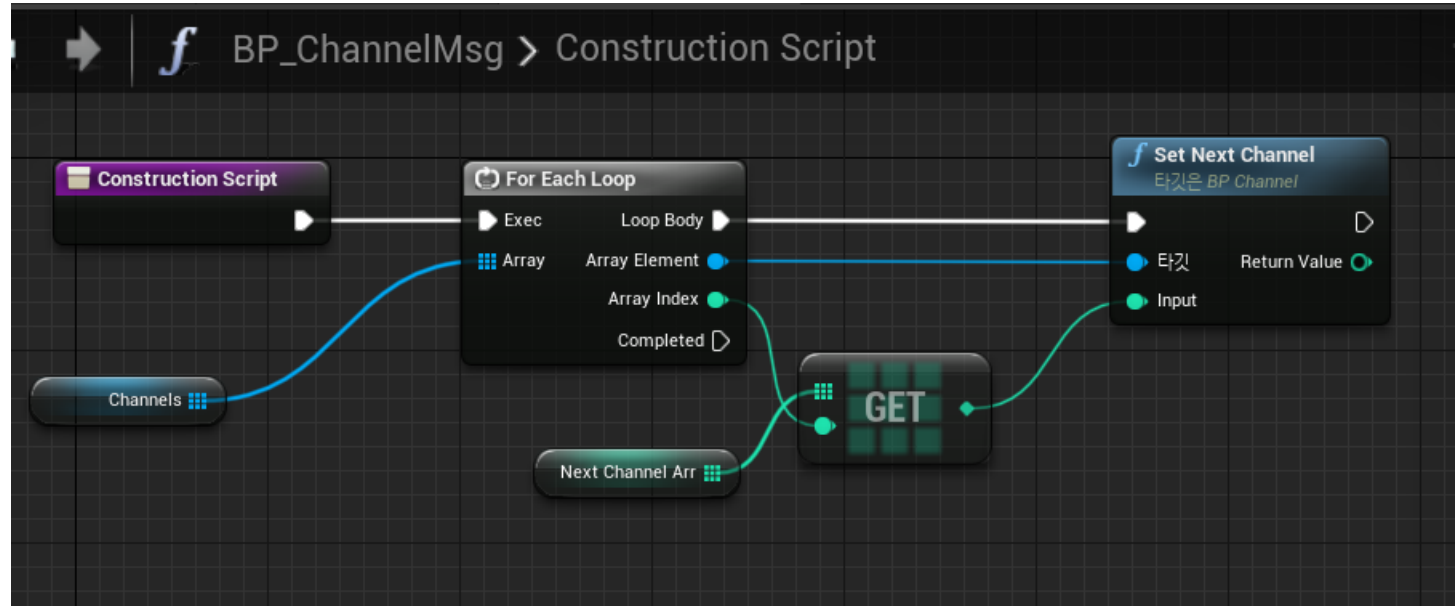 BP_ChannelMsg > Construction Script
Construction Script
For Each Loop
Exec
Loop Body
Array
Array Element
Array Index
Completed
Channels
Next Channel Arr
GET
Set Next Channel
타깃은 BP Channel
타깃
Return Value
Input